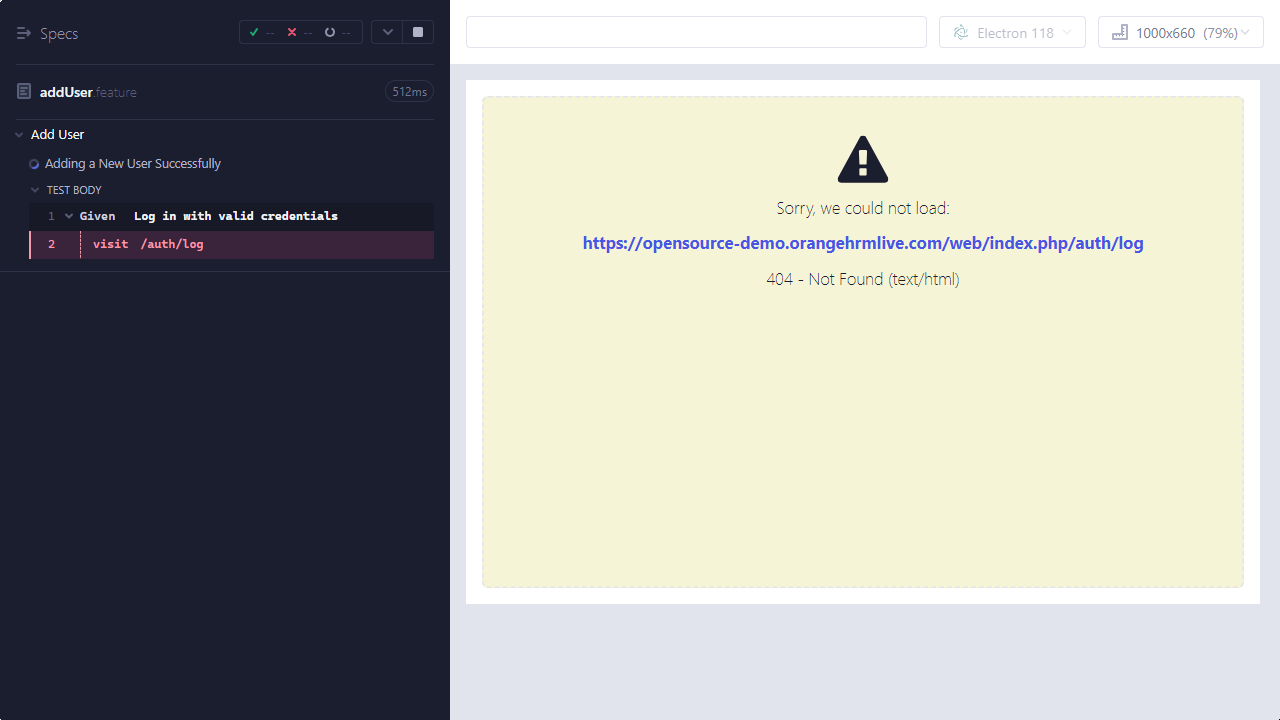 Specs
-- -- --
addUser.feature
512ms
Add User
Adding a New User Successfully
TEST BODY
1 Given Log in with valid credentials
2 visit /auth/log
Electron 118
1000x660 (79%)
Sorry, we could not load:
https://opensource-demo.orangehrmlive.com/web/index.php/auth/log
404 - Not Found (text/html)